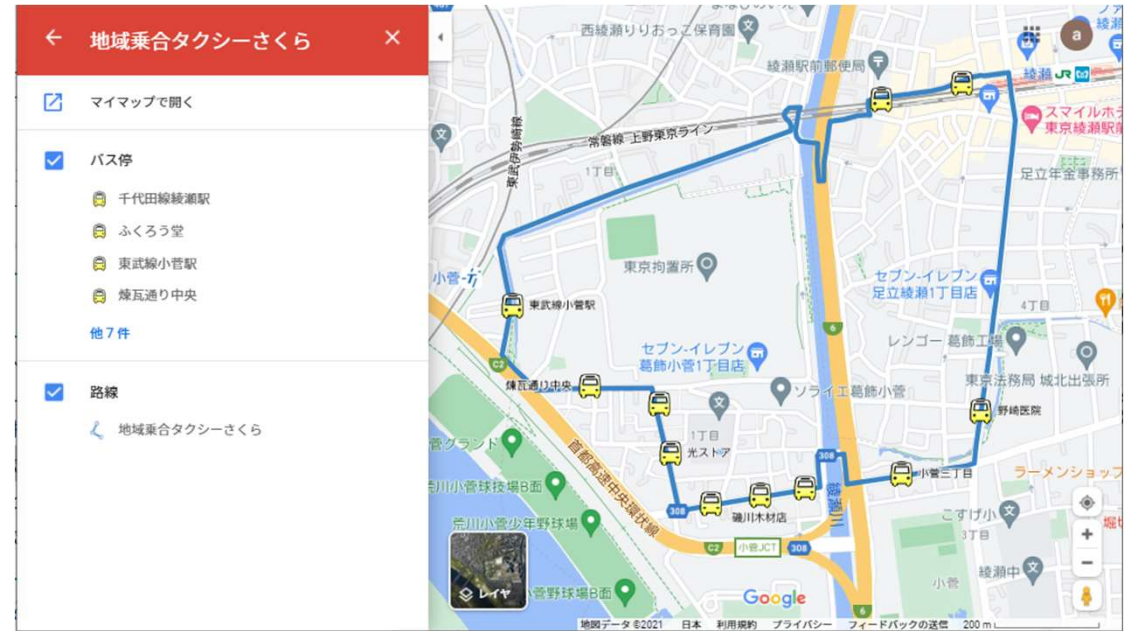 地域乗合タクシーさくら
マイマップで開く
バス停
千代田線綾瀬駅
ふくろう堂
東武線小菅駅
煉瓦通り中央
他 7 件
路線
地域乗合タクシーさくら
西綾瀬りりおっこ保育園
綾瀬駅前郵便局
a
綾瀬 JR
スマイルホテ
東京綾瀬駅前
常磐線 上野東京ライン
東武伊勢崎線
1丁目
足立年金事務所
東京拘置所
小菅
セブン-イレブン
足立綾瀬1丁目店
東武線小菅駅
4丁目
6
レンゴー 葛飾工場
セブン-イレブン
葛飾小菅1丁目店
C2
東京法務局 城北出張所
煉瓦通り中央
ソライエ葛飾小菅
野崎医院
1丁目
光ストア
首都高速中央環状線
308
小菅三丁目
ラーメンショップ
綾瀬川
荒川小菅球技場B面
308
磯川木材店
こすげ小
荒川小菅少年野球場
3丁目
C2
小菅JCT
308
綾瀬中
小菅
レイヤ
小菅野球場B面
Google
6
地図データ ©2021
日本
利用規約
プライバシー
フィードバックの送信
200 m